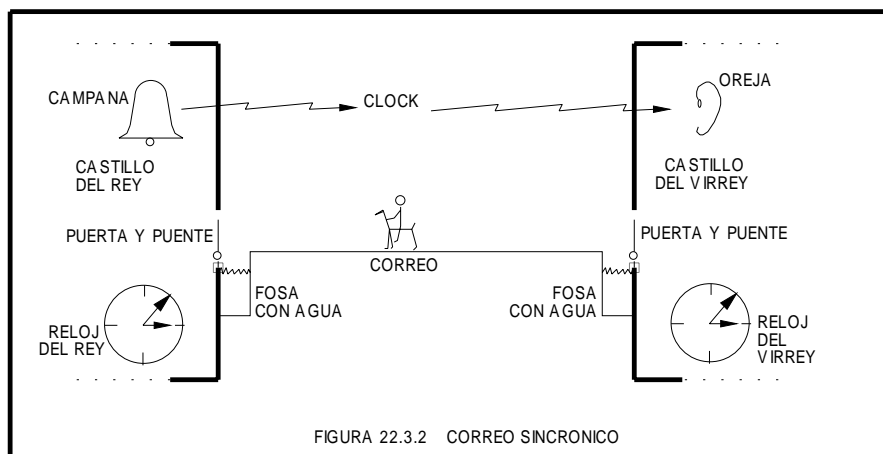 CAMPANA
CLOCK
OREJA
CASTILLO
DEL REY
CASTILLO
DEL VIRREY
PUERTA Y PUENTE
PUERTA Y PUENTE
CORREO
FOSA
CON AGUA
FOSA
CON AGUA
RELOJ
DEL REY
RELOJ
DEL
VIRREY
FIGURA 22.3.2 CORREO SINCRONICO